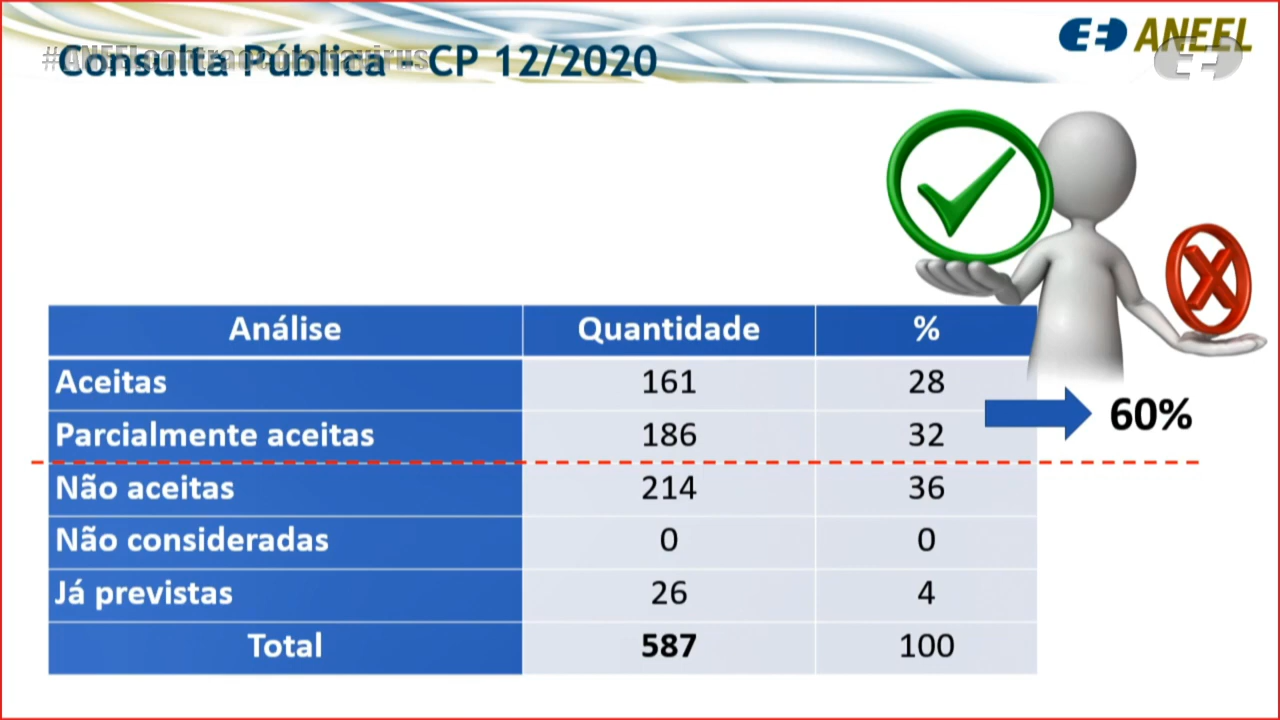 #ANEELcontraocoronavirus
Consulta Pública - CP 12/2020
ANEEL
Análise Quantidade %
Aceitas 161 28
Parcialmente aceitas 186 32
60%
Não aceitas 214 36
Não consideradas 0 0
Já previstas 26 4
Total 587 100